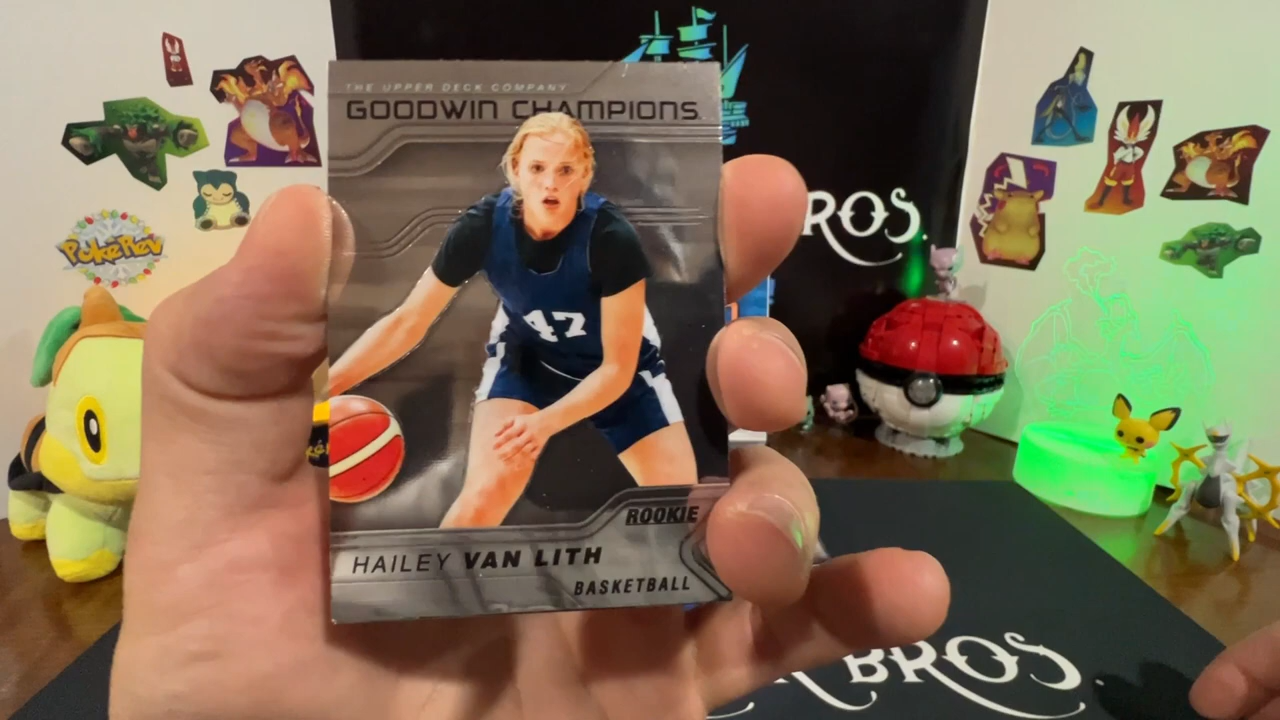 THE UPPER DECK COMPANY
GOODWIN CHAMPIONS
ROS.
PokeRev
47
ROOKIE
HAILEY VAN LITH
BASKETBALL
BROS.